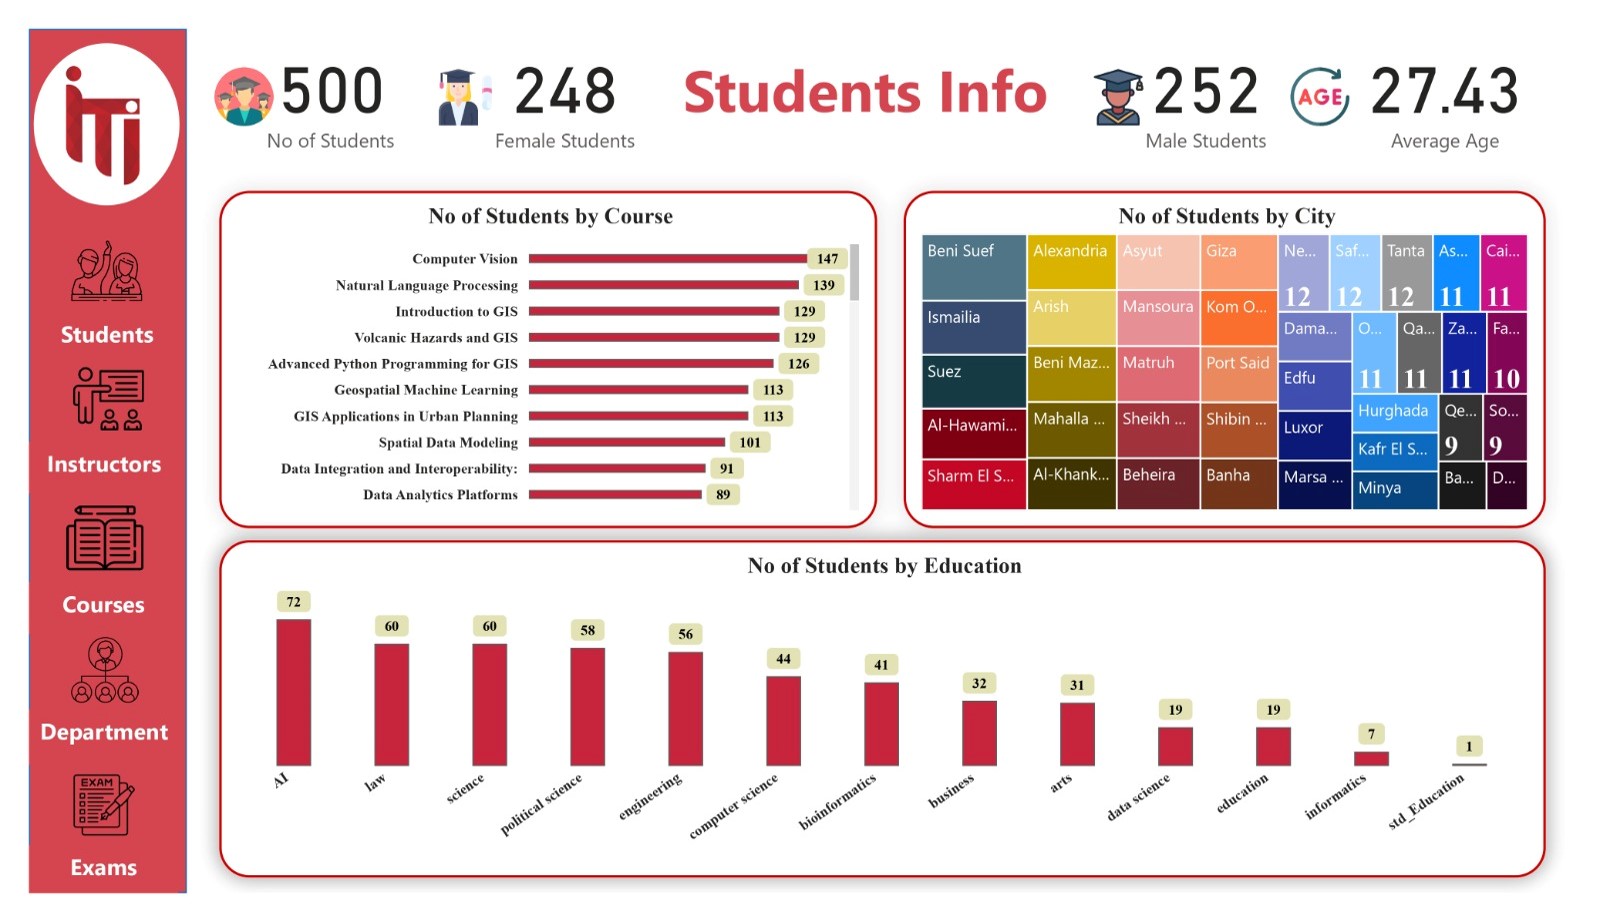 iTi
500
No of Students
248
Female Students
Students Info
252
Male Students
AGE
27.43
Average Age
Students
Instructors
Courses
Department
EXAM
Exams
No of Students by Course
Computer Vision 147
Natural Language Processing 139
Introduction to GIS 129
Volcanic Hazards and GIS 129
Advanced Python Programming for GIS 126
Geospatial Machine Learning 113
GIS Applications in Urban Planning 113
Spatial Data Modeling 101
Data Integration and Interoperability: 91
Data Analytics Platforms 89
No of Students by City
Beni Suef
Ismailia
Suez
Al-Hawami...
Sharm El S...
Alexandria
Arish
Beni Maz...
Mahalla ...
Al-Khank...
Asyut
Mansoura
Matruh
Sheikh ...
Beheira
Giza
Kom O...
Port Said
Shibin ...
Banha
Ne...
12
Saf...
12
Tanta
12
As...
11
Cai...
11
Dama...
Edfu
Luxor
Marsa ...
O...
11
Qa...
11
Za...
11
Fa...
10
Hurghada
Kafr El S...
Minya
Qe...
9
So...
9
Ba...
D...
No of Students by Education
72
60
60
58
56
44
41
32
31
19
19
7
1
AI
law
science
political science
engineering
computer science
bioinformatics
business
arts
data science
education
informatics
std_Education